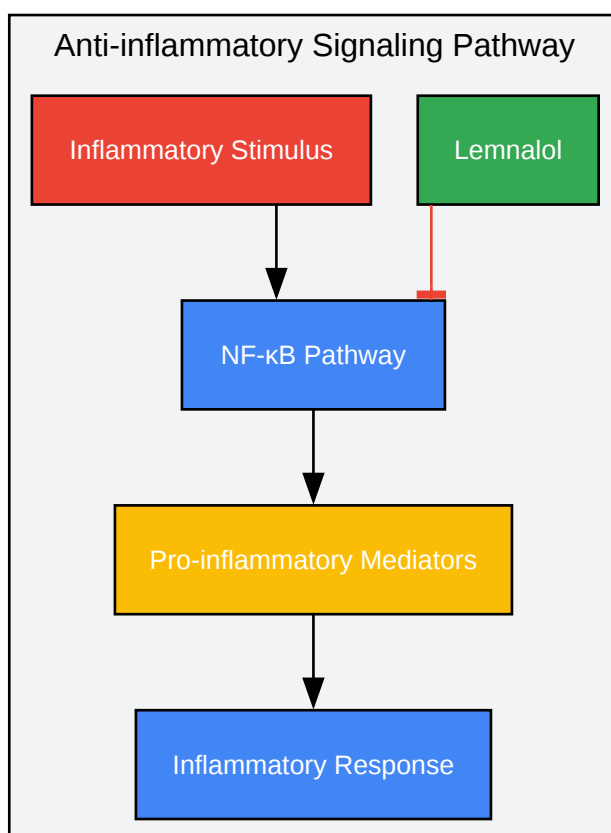 Anti-inflammatory Signaling Pathway
Inflammatory Stimulus
Lemnalol
NF-κB Pathway
Pro-inflammatory Mediators
Inflammatory Response